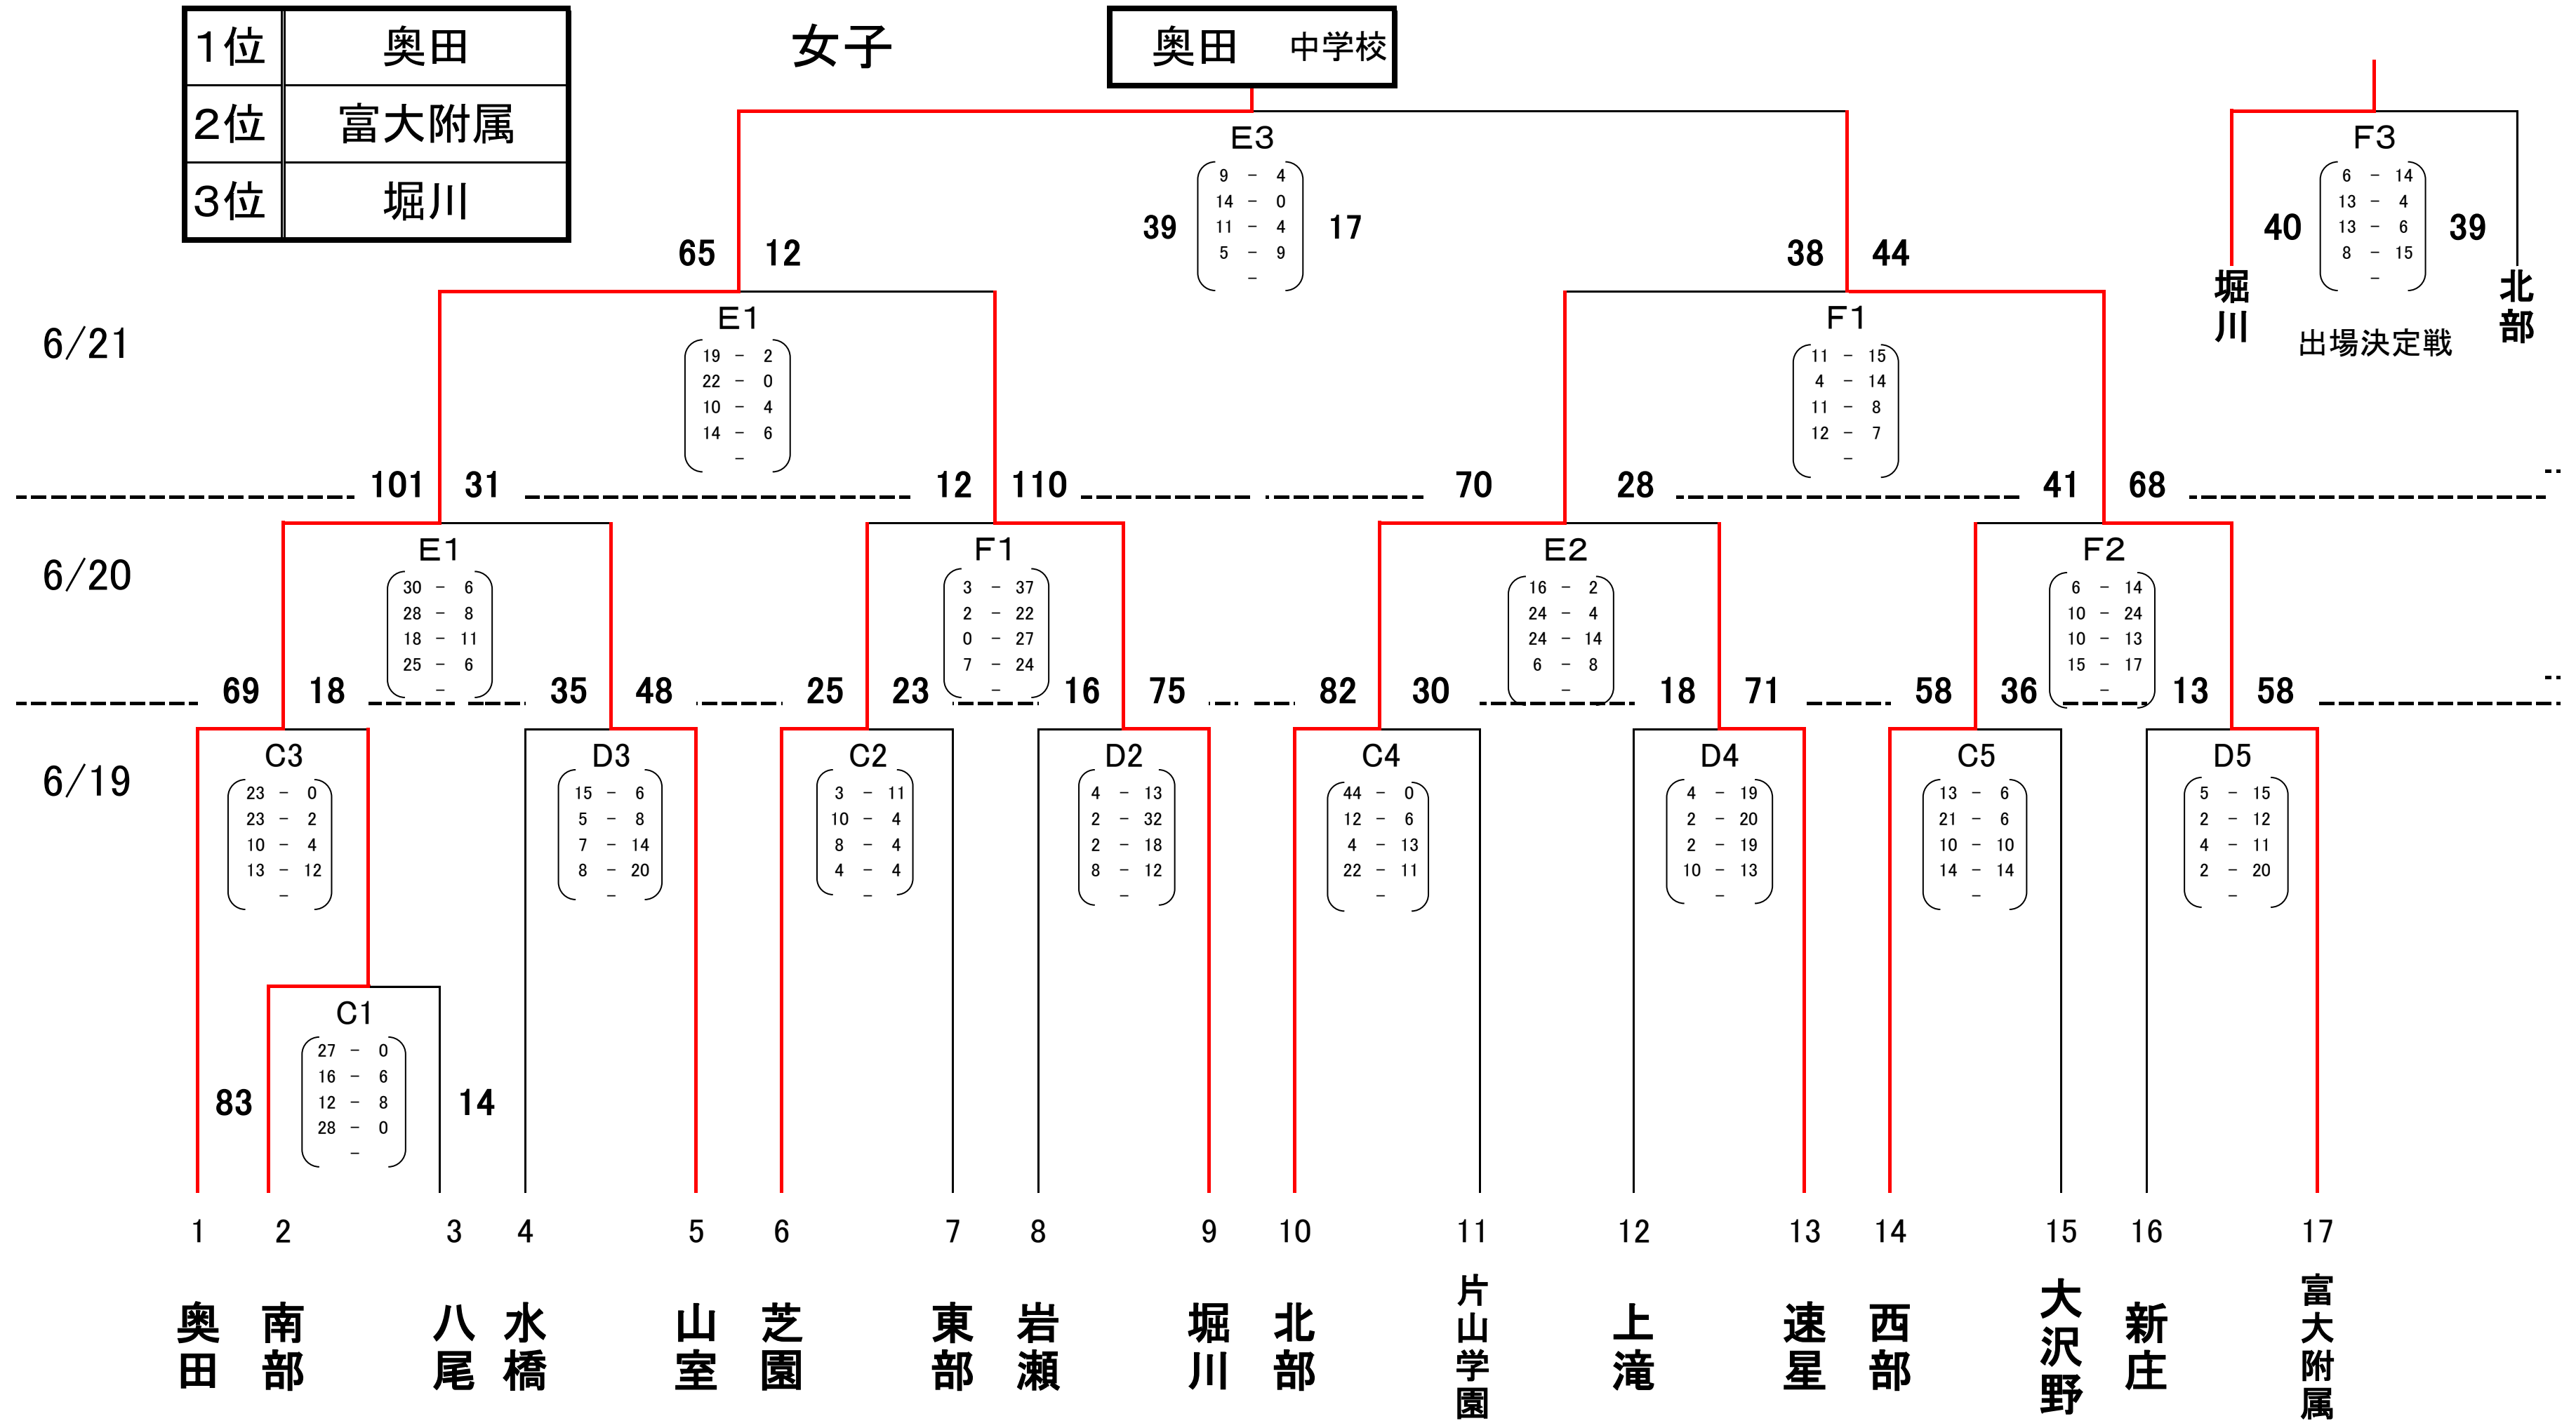 1位 奥田
2位 富大附属
3位 堀川
女子
奥田 中学校
E3
9 - 4
14 - 0
11 - 4
5 - 9
-
39 17
F3
6 - 14
13 - 4
13 - 6
8 - 15
-
40 39
堀川
北部
出場決定戦
6/21
65 12
38 44
E1
19 - 2
22 - 0
10 - 4
14 - 6
-
F1
11 - 15
4 - 14
11 - 8
12 - 7
-
101 31 12 110 70 28 41 68
6/20
E1
30 - 6
28 - 8
18 - 11
25 - 6
-
F1
3 - 37
2 - 22
0 - 27
7 - 24
-
E2
16 - 2
24 - 4
24 - 14
6 - 8
-
F2
6 - 14
10 - 24
10 - 13
15 - 17
-
69 18 35 48 25 23 16 75 82 30 18 71 58 36 13 58
6/19
C3
23 - 0
23 - 2
10 - 4
13 - 12
-
D3
15 - 6
5 - 8
7 - 14
8 - 20
-
C2
3 - 11
10 - 4
8 - 4
4 - 4
-
D2
4 - 13
2 - 32
2 - 18
8 - 12
-
C4
44 - 0
12 - 6
4 - 13
22 - 11
-
D4
4 - 19
2 - 20
2 - 19
10 - 13
-
C5
13 - 6
21 - 6
10 - 10
14 - 14
-
D5
5 - 15
2 - 12
4 - 11
2 - 20
-
C1
27 - 0
16 - 6
12 - 8
28 - 0
-
83 14
1 2 3 4 5 6 7 8 9 10 11 12 13 14 15 16 17
奥田
南部
八尾
水橋
山室
芝園
東部
岩瀬
堀川
北部
片山学園
上滝
速星
西部
大沢野
新庄
富大附属